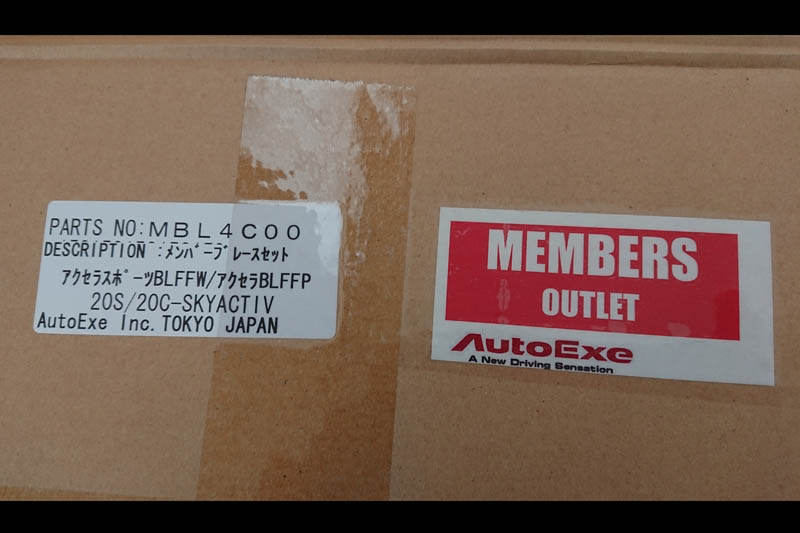 PARTS NO:MBL4C00
DESCRIPTION :ﾒﾝﾊﾞｰﾌﾞﾚｰｽｾｯﾄ
ｱｸｾﾗｽﾎﾟｰﾂBLFFW/ｱｸｾﾗBLFFP
20S/20C-SKYACTIV
AutoExe Inc. TOKYO JAPAN
MEMBERS
OUTLET
AutoExe
A New Driving Sensation